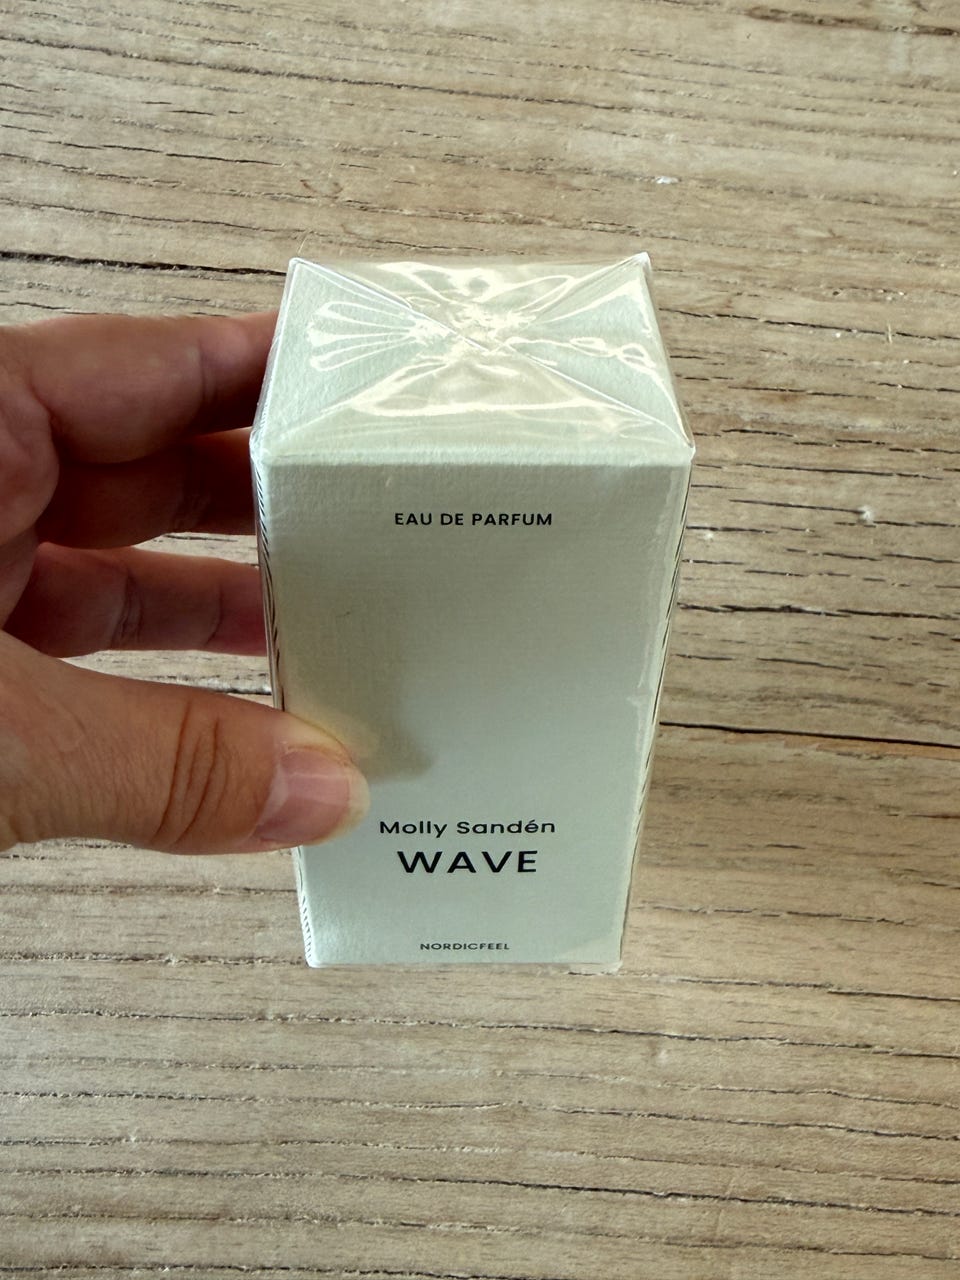 EAU DE PARFUM
Molly Sandén
WAVE
NORDICFEEL